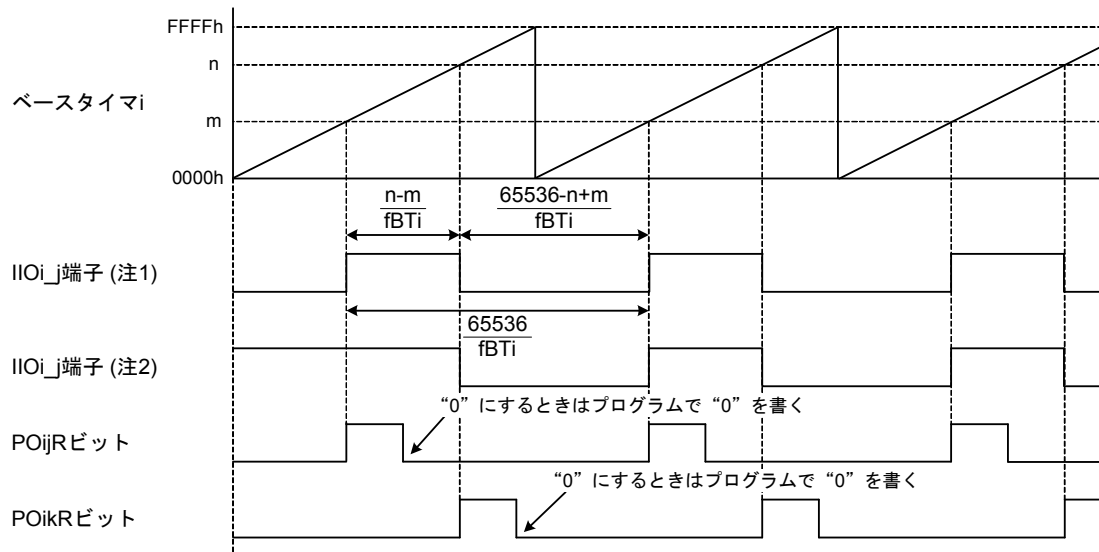 FFFFh
n
ベースタイマi
m
0000h
n-m
fBTi
65536-n+m
fBTi
IIOi_j端子 (注1)
65536
fBTi
IIOi_j端子 (注2)
“0” にするときはプログラムで “0” を書く
POijRビット
“0” にするときはプログラムで “0” を書く
POikRビット